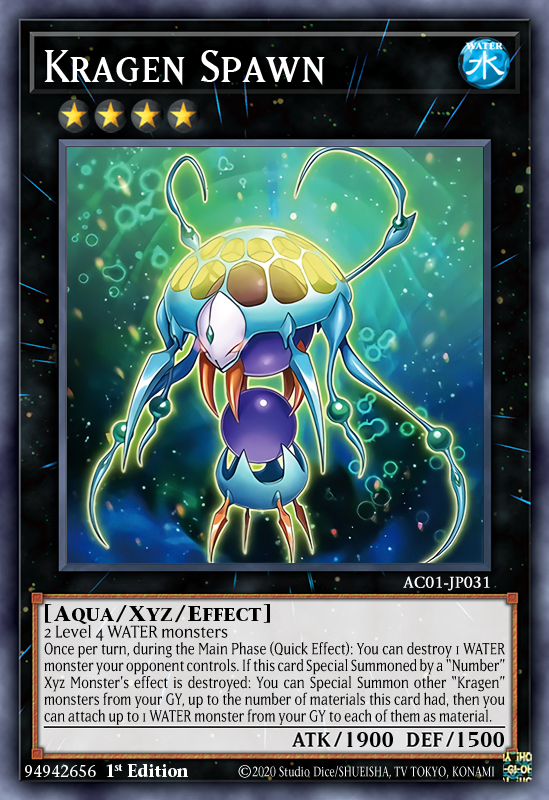 KRAGEN SPAWN
WATER
水
AC01-JP031
[AQUA/XYZ/EFFECT]
2 Level 4 WATER monsters
Once per turn, during the Main Phase (Quick Effect): You can destroy 1 WATER
monster your opponent controls. If this card Special Summoned by a "Number"
Xyz Monster's effect is destroyed: You can Special Summon other "Kragen"
monsters from your GY, up to the number of materials this card had, then you
can attach up to 1 WATER monster from your GY to each of them as material.
ATK/1900 DEF/1500
94942656 1st Edition ©2020 Studio Dice/SHUEISHA, TV TOKYO, KONAMI